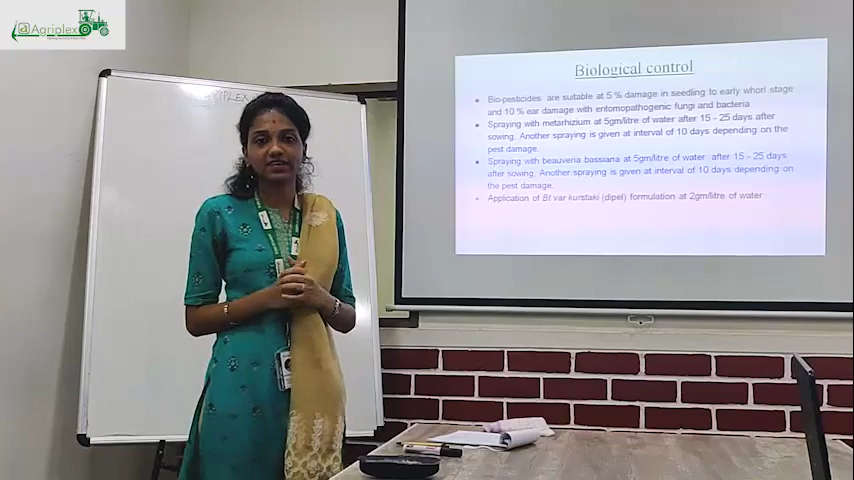 @Agriplex
Biological control
Bio-pesticides are suitable at 5 % damage in seedling to early whorl stage
and 10 % ear damage with entomopathogenic fungi and bacteria
Spraying with metarhizium at 5gm/litre of water after 15 - 25 days after
sowing. Another spraying is given at interval of 10 days depending on the
pest damage.
Spraying with beauveria bassiana at 5gm/litre of water after 15 - 25 days
after sowing. Another spraying is given at interval of 10 days depending on
the pest damage.
Application of Bt var kurstaki (dipel) formulation at 2gm/litre of water